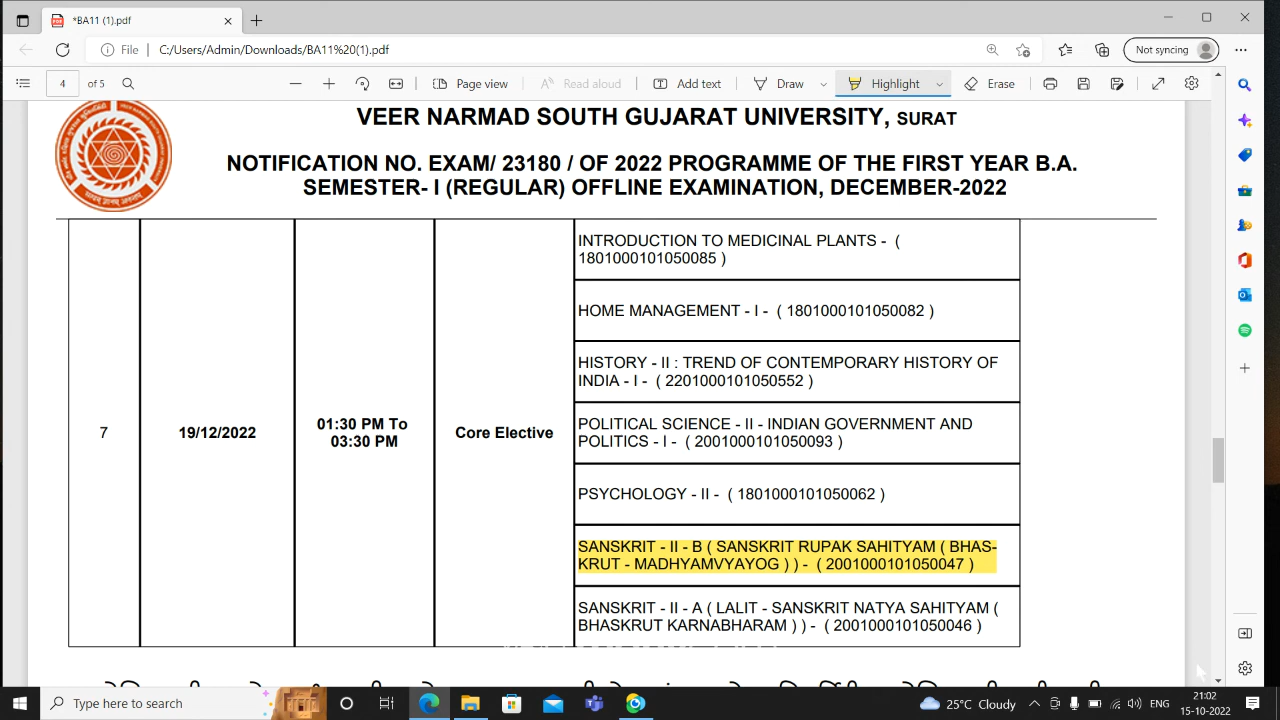 *BA11 (1).pdf
File
C:/Users/Admin/Downloads/BA11%20(1).pdf
Not syncing
4
of 5
Page view
Read aloud
Add text
Draw
Highlight
Erase
VEER NARMAD SOUTH GUJARAT UNIVERSITY, SURAT
NOTIFICATION NO. EXAM/ 23180 / OF 2022 PROGRAMME OF THE FIRST YEAR B.A.
SEMESTER- I (REGULAR) OFFLINE EXAMINATION, DECEMBER-2022
7
19/12/2022
01:30 PM To
03:30 PM
Core Elective
INTRODUCTION TO MEDICINAL PLANTS - (
1801000101050085 )
HOME MANAGEMENT - I - ( 1801000101050082 )
HISTORY - II : TREND OF CONTEMPORARY HISTORY OF
INDIA - I - ( 2201000101050552 )
POLITICAL SCIENCE - II - INDIAN GOVERNMENT AND
POLITICS - I - ( 2001000101050093 )
PSYCHOLOGY - II - ( 1801000101050062 )
SANSKRIT - II - B ( SANSKRIT RUPAK SAHITYAM ( BHAS-
KRUT - MADHYAMVYAYOG ) ) - ( 2001000101050047 )
SANSKRIT - II - A ( LALIT - SANSKRIT NATYA SAHITYAM (
BHASKRUT KARNABHARAM ) ) - ( 2001000101050046 )
Type here to search
25°C Cloudy
ENG
21:02
15-10-2022